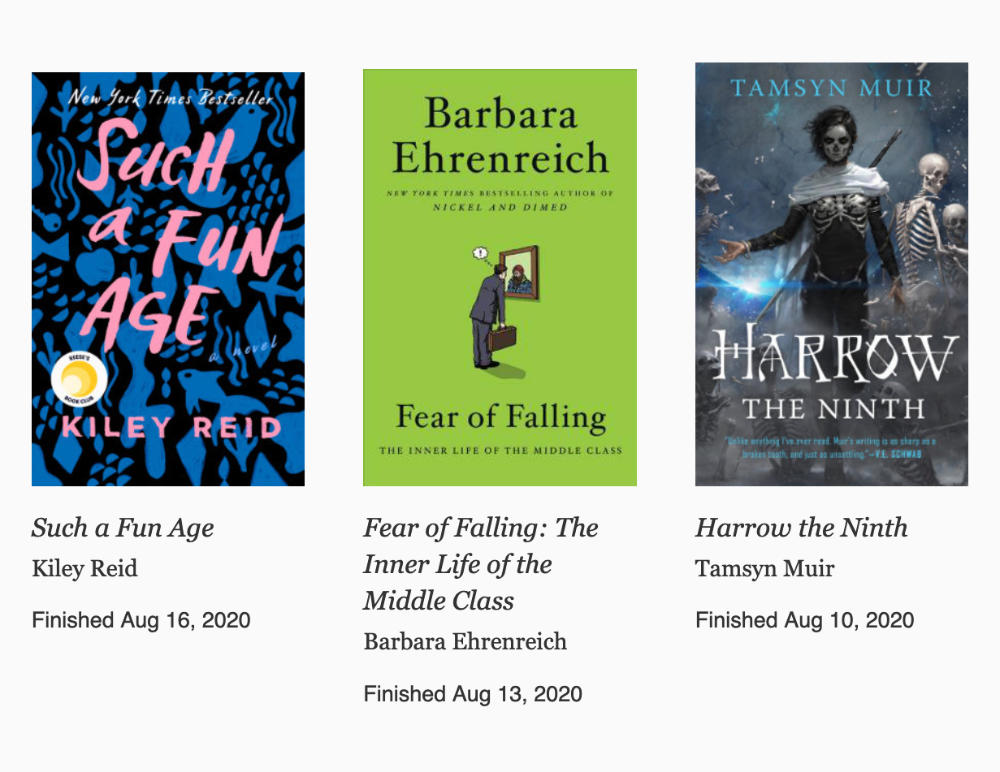 New York Times Bestseller
SUCH
a FUN
AGE
a novel
REESE'S
BOOK CLUB
KILEY REID
Such a Fun Age
Kiley Reid
Finished Aug 16, 2020
Barbara
Ehrenreich
NEW YORK TIMES BESTSELLING AUTHOR OF
NICKEL AND DIMED
!
Fear of Falling
THE INNER LIFE OF THE MIDDLE CLASS
Fear of Falling: The
Inner Life of the
Middle Class
Barbara Ehrenreich
Finished Aug 13, 2020
TAMSYN MUIR
HARROW
THE NINTH
"Unlike anything I've ever read. Muir's writing is as sharp as a
broken tooth, and just as unsettling."—V.E. SCHWAB
Harrow the Ninth
Tamsyn Muir
Finished Aug 10, 2020